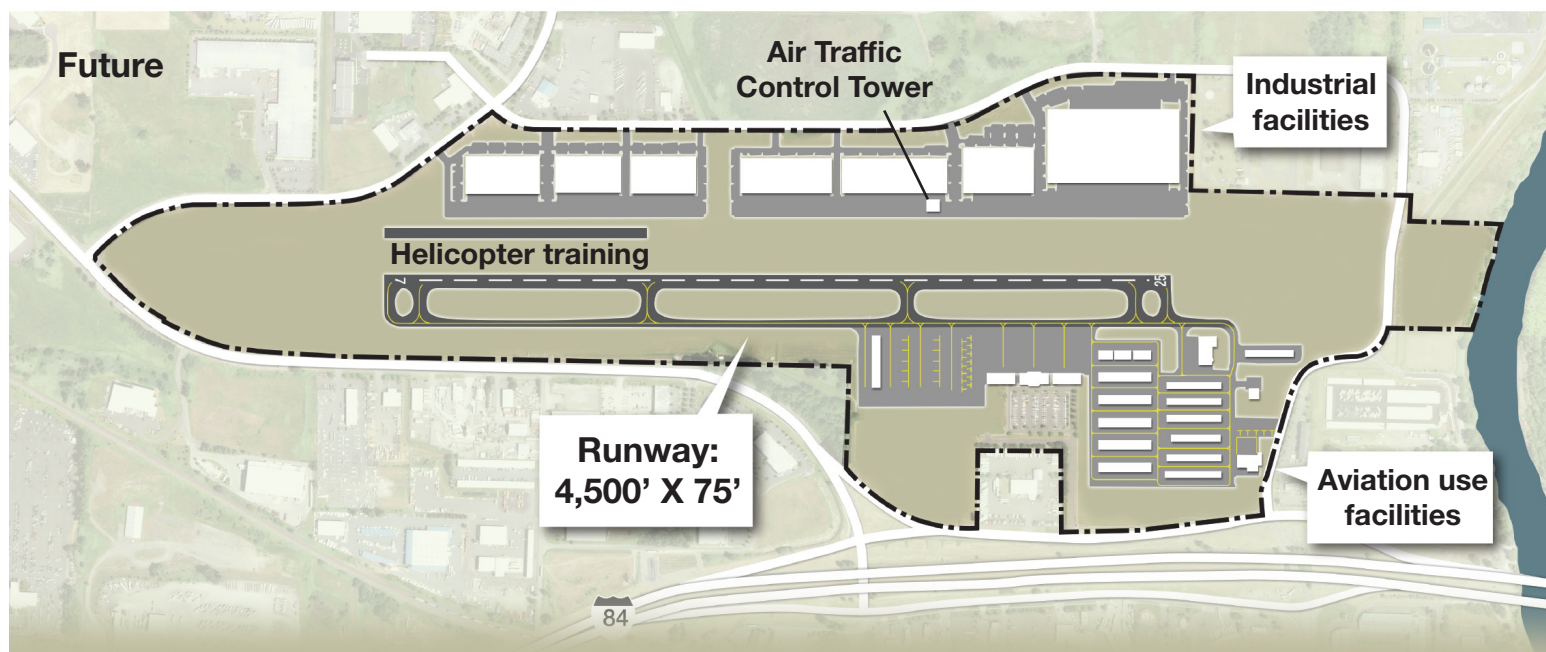 Future
Air Traffic
Control Tower
Industrial
facilities
Helicopter training
7
25
Runway:
4,500’ X 75’
Aviation use
facilities
84